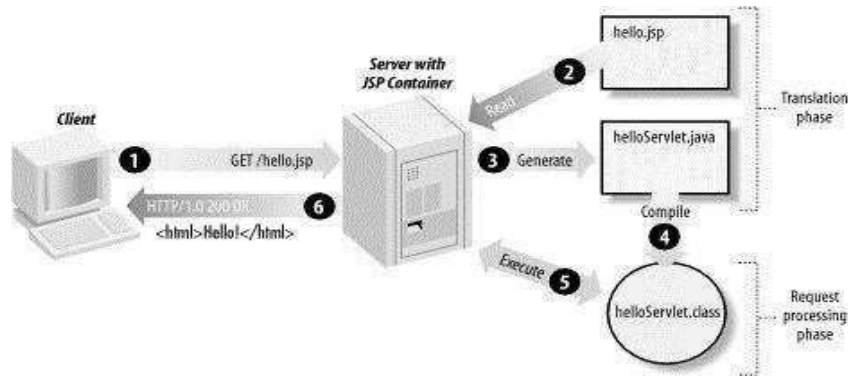 hello.jsp
Server with
JSP Container
2
Read
Translation
phase
Client
helloServlet.java
1
GET /hello.jsp
3
Generate
HTTP/1.0 200 OK
6
<html>Hello!</html>
Compile
4
Execute
5
helloServlet.class
Request
processing
phase